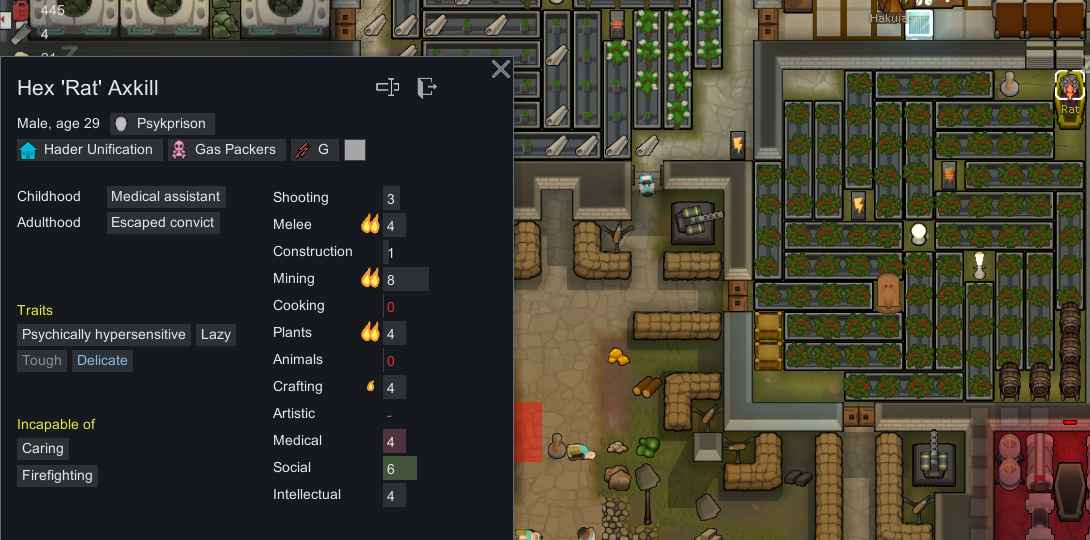 445
4
Hakuja
Hex 'Rat' Axkill
Rat
Male, age 29 Psykprison
Hader Unification Gas Packers G
Childhood Medical assistant
Adulthood Escaped convict
Traits
Psychically hypersensitive Lazy
Tough Delicate
Incapable of
Caring
Firefighting
Shooting 3
Melee 4
Construction 1
Mining 8
Cooking 0
Plants 4
Animals 0
Crafting 4
Artistic -
Medical 4
Social 6
Intellectual 4